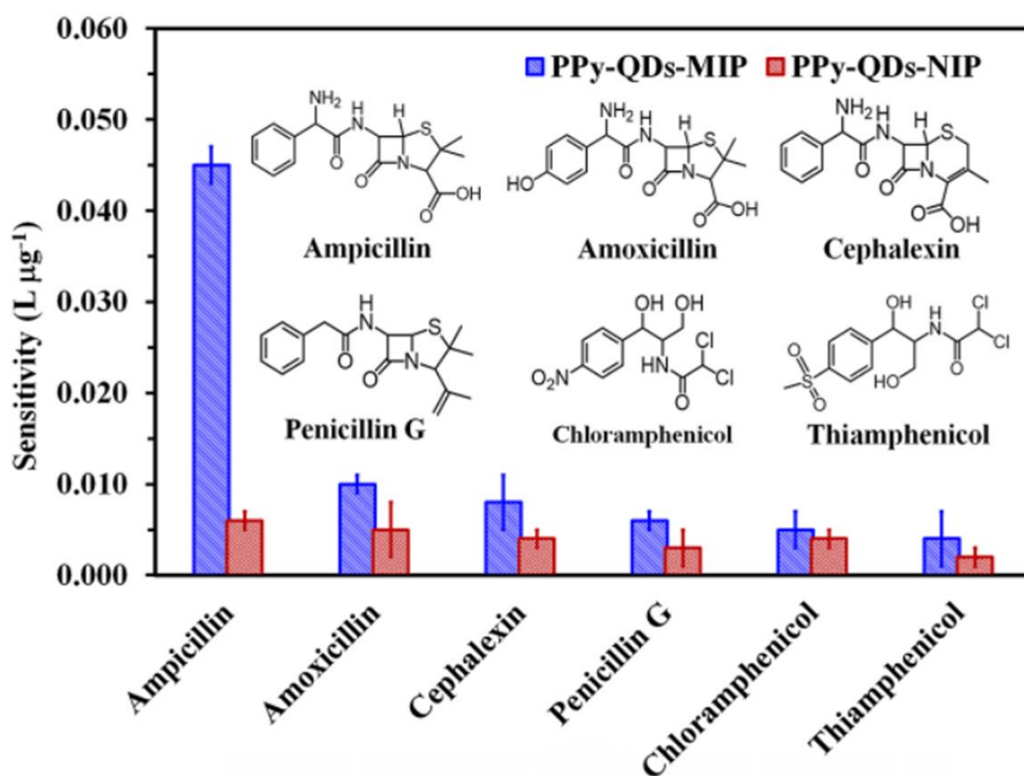 0.060
0.050
0.040
0.030
0.020
0.010
0.000
Sensitivity (L µg⁻¹)
PPy-QDs-MIP PPy-QDs-NIP
NH₂ H N H S O O N O OH
Ampicillin
NH₂ H N H S HO O O N O OH
Amoxicillin
NH₂ H N H S O O N O OH
Cephalexin
H N S O O N
Penicillin G
OH OH Cl HN Cl O₂N O
Chloramphenicol
OH H N Cl Cl O S O O HO
Thiamphenicol
Ampicillin
Amoxicillin
Cephalexin
Penicillin G
Chloramphenicol
Thiamphenicol